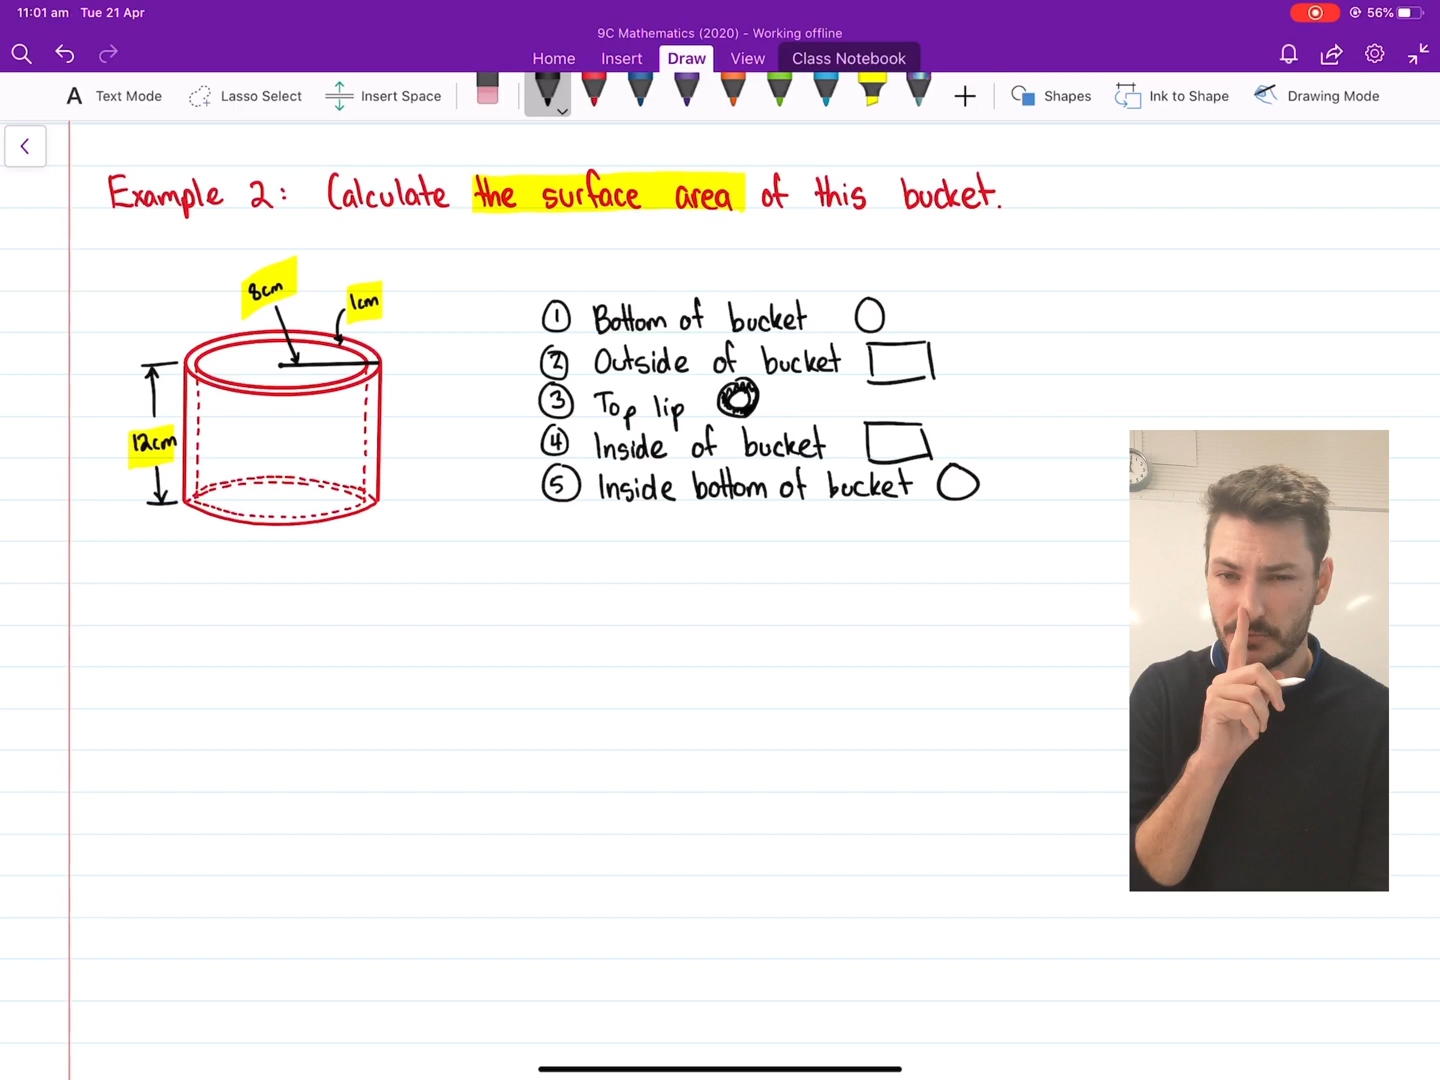 11:01 am Tue 21 Apr
56%
9C Mathematics (2020) - Working offline
Home Insert Draw View Class Notebook
A Text Mode Lasso Select Insert Space Shapes Ink to Shape Drawing Mode
Example 2: Calculate the surface area of this bucket.
8cm
1cm
12cm
① Bottom of bucket
② Outside of bucket
③ Top lip
④ Inside of bucket
⑤ Inside bottom of bucket